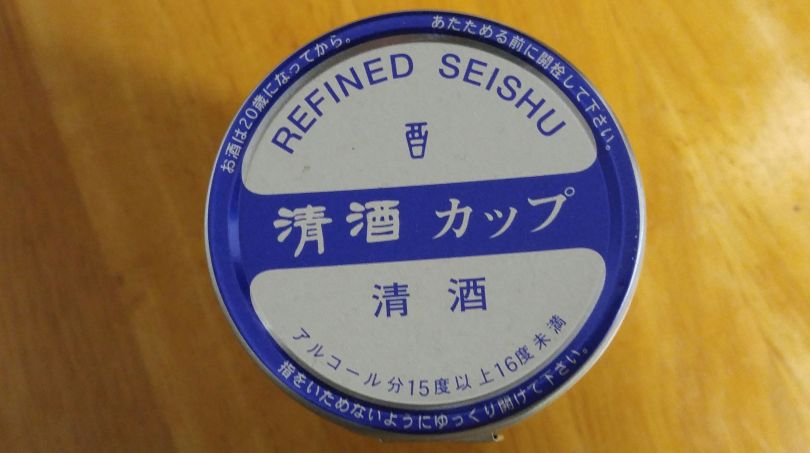 お酒は20歳になってから。
あたためる前に開栓して下さい。
REFINED SEISHU
酉
清酒 カップ
清酒
アルコール分15度以上16度未満
指をいためないようにゆっくり開けて下さい。